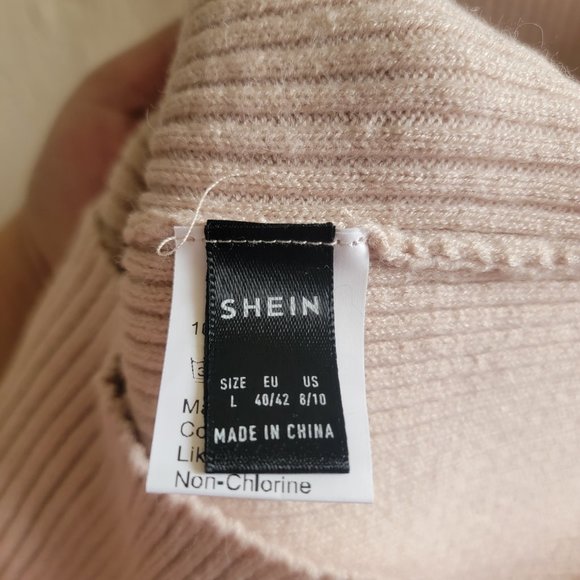 SHEIN
SIZE EU US
L 40/42 8/10
MADE IN CHINA
Non-Chlorine